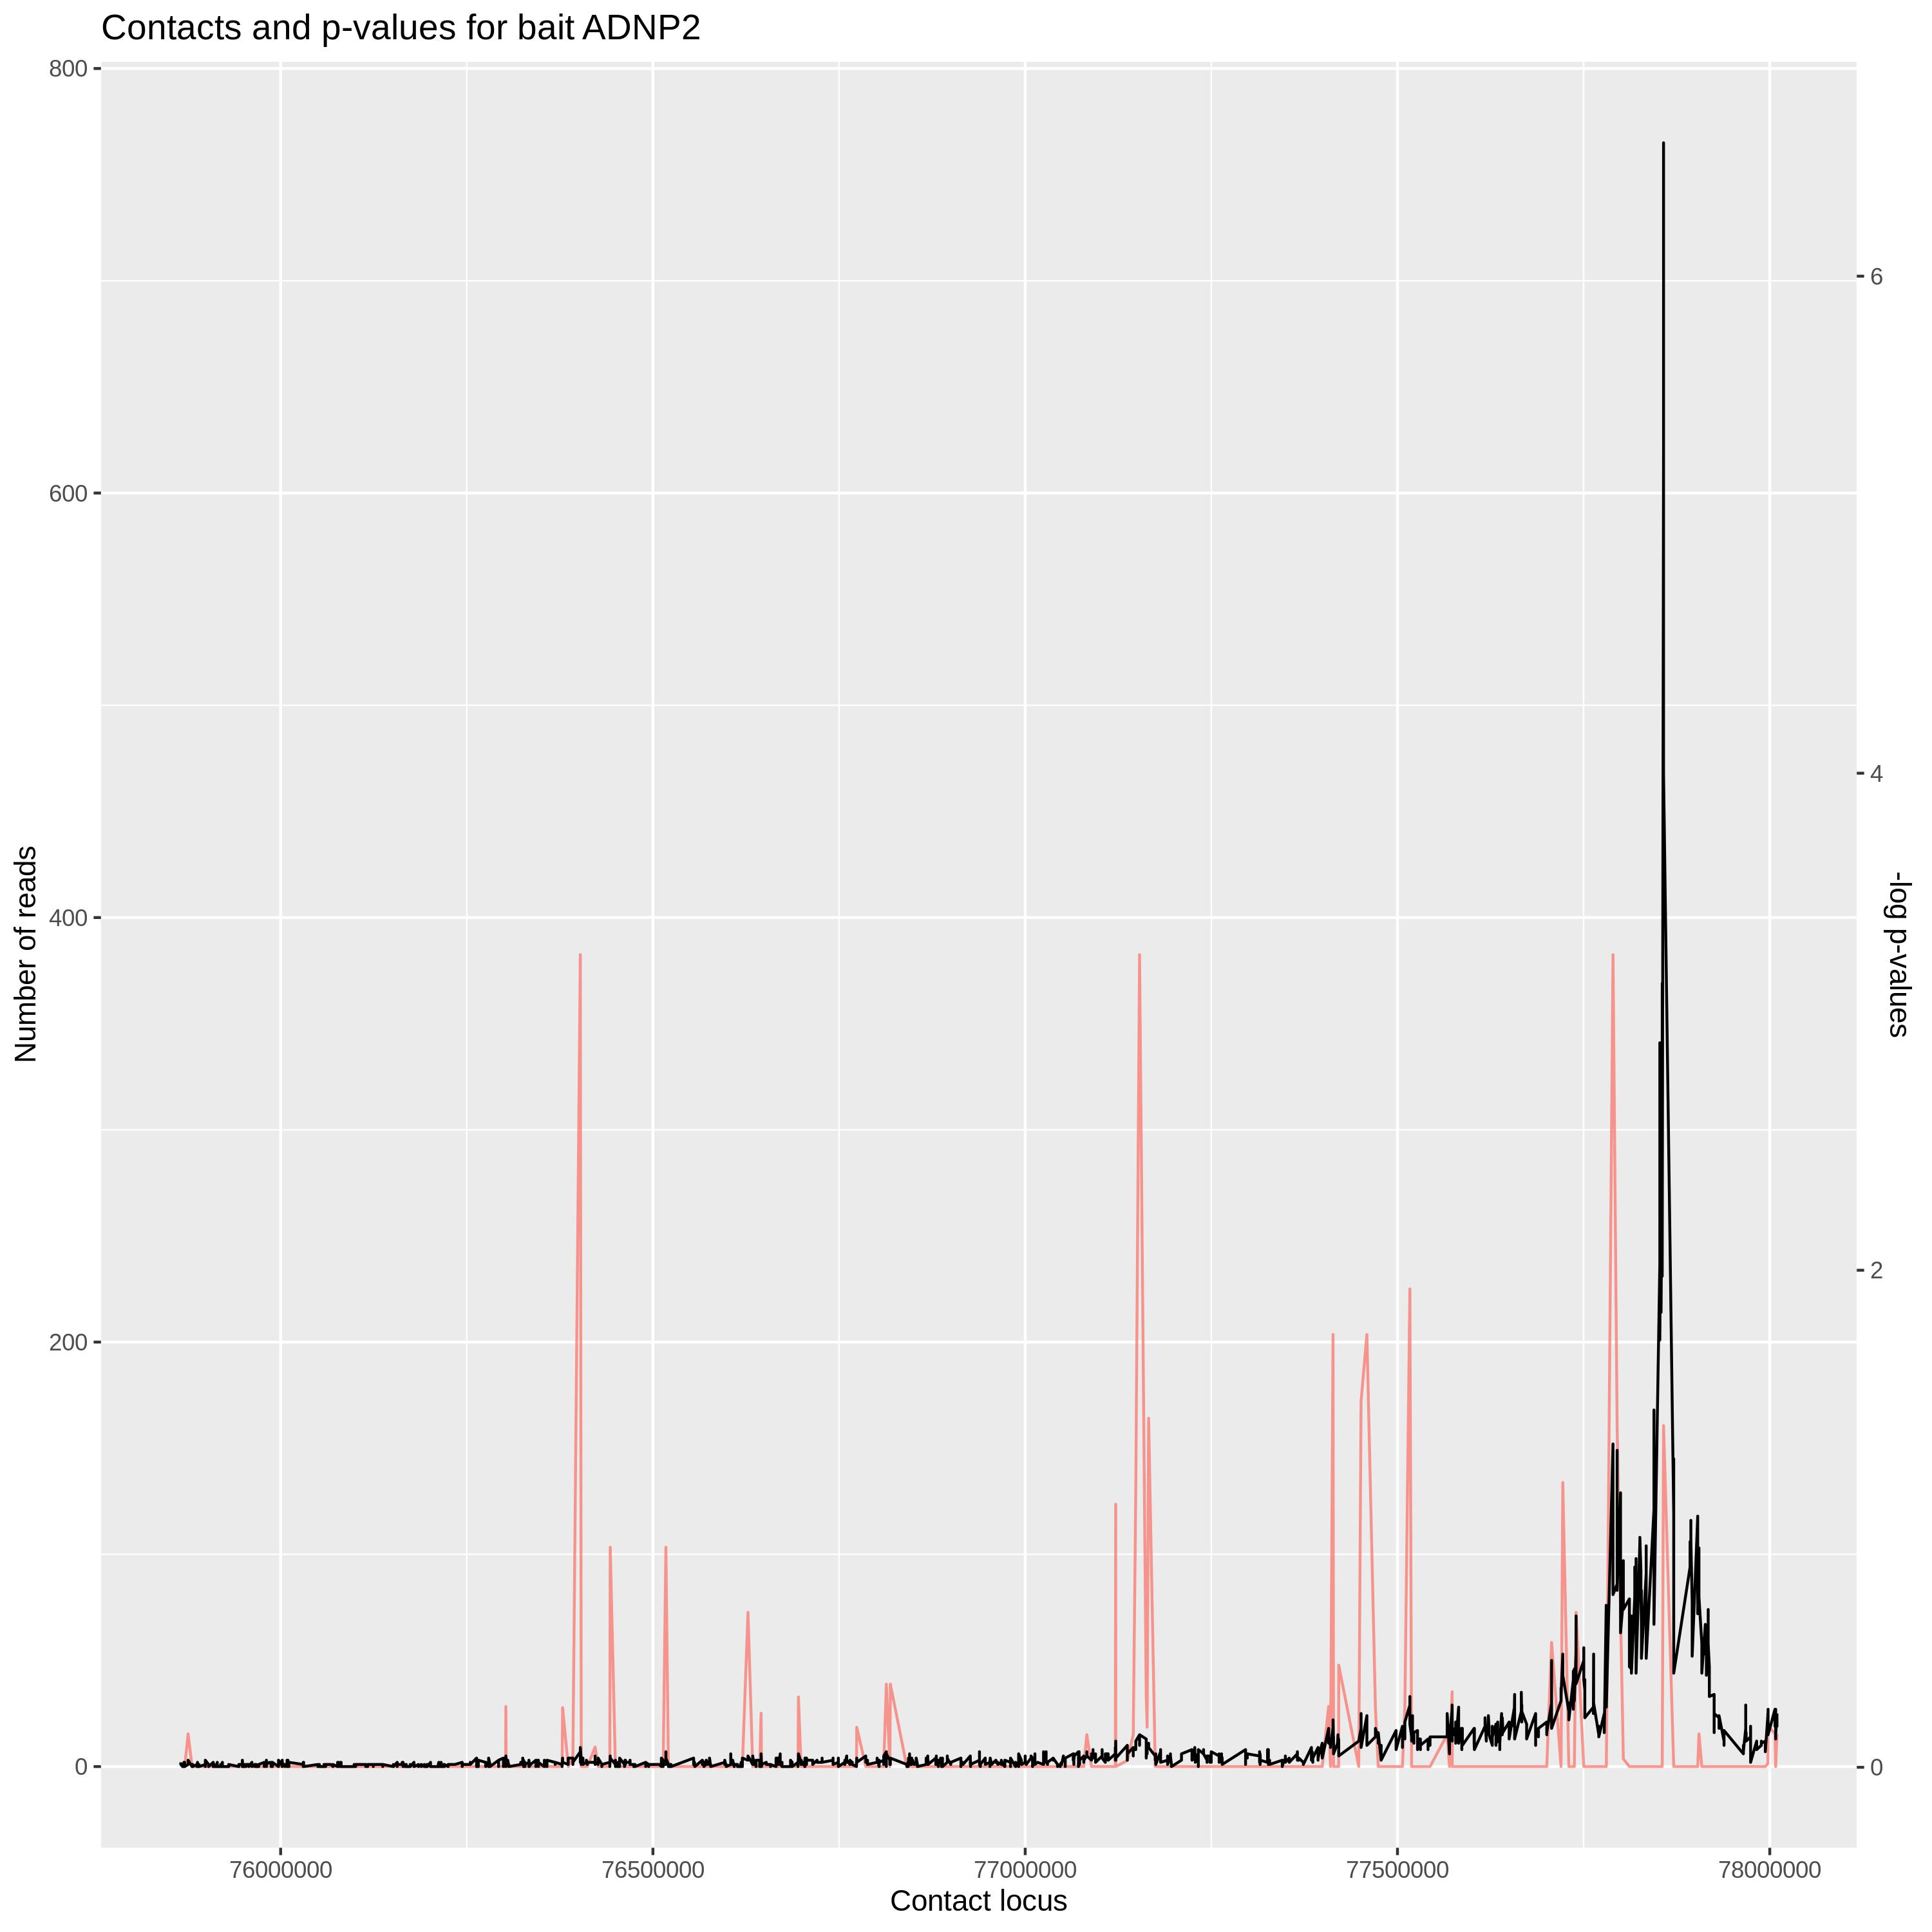 Contacts and p-values for bait ADNP2
800
600
400
200
0
Number of reads
6
4
2
0
-log p-values
76000000 76500000 77000000 77500000 78000000
Contact locus